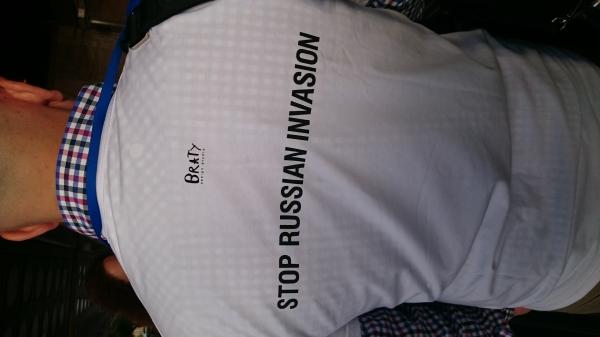 BRATY
STOP RUSSIAN INVASION